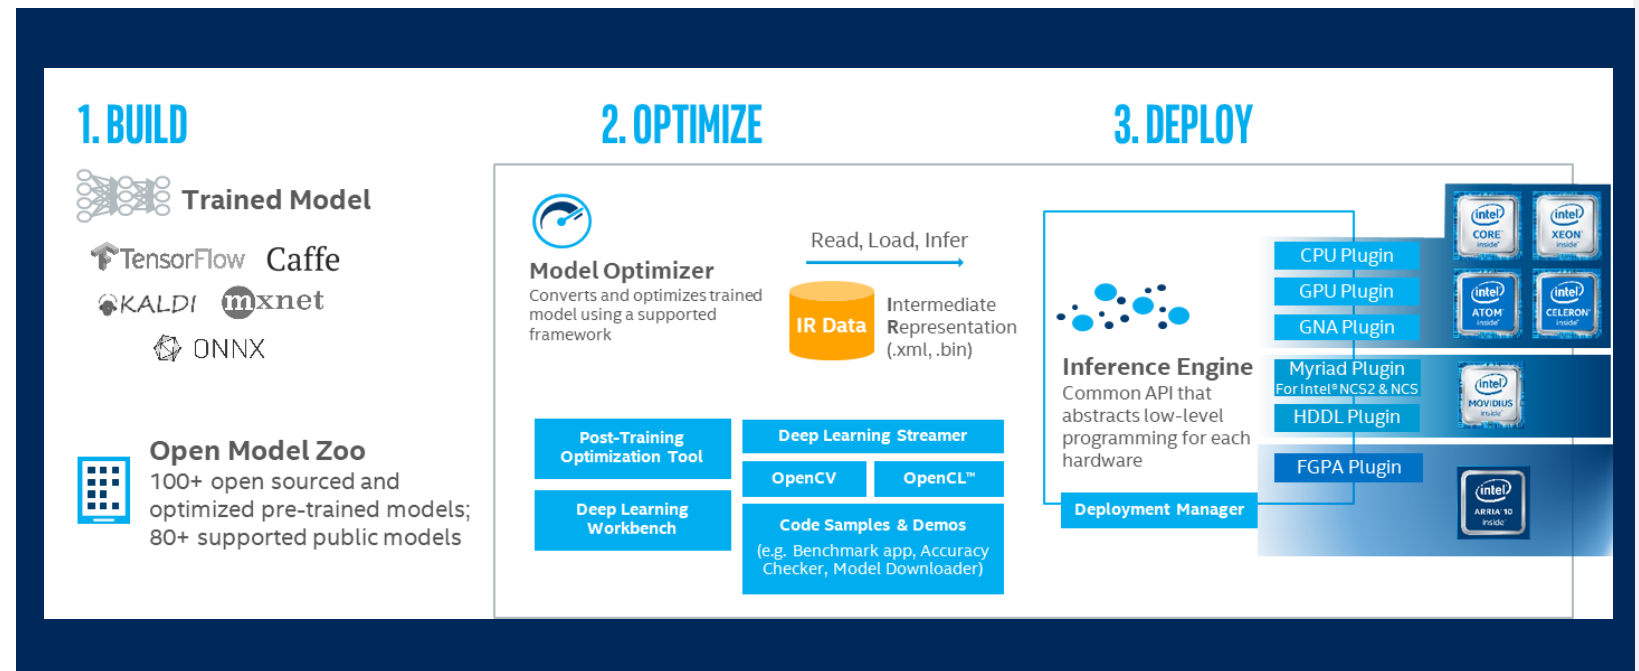 1. BUILD
Trained Model
TensorFlow
Caffe
KALDI
mxnet
ONNX
Open Model Zoo
100+ open sourced and
optimized pre-trained models;
80+ supported public models
2. OPTIMIZE
Model Optimizer
Converts and optimizes trained
model using a supported
framework
Read, Load, Infer
IR Data
Intermediate
Representation
(.xml, .bin)
Post-Training
Optimization Tool
Deep Learning
Workbench
Deep Learning Streamer
OpenCV
OpenCL™
Code Samples & Demos
(e.g. Benchmark app, Accuracy
Checker, Model Downloader)
3. DEPLOY
Inference Engine
Common API that
abstracts low-level
programming for each
hardware
Deployment Manager
CPU Plugin
GPU Plugin
GNA Plugin
Myriad Plugin
For Intel® NCS2 & NCS
HDDL Plugin
FGPA Plugin
intel
CORE
inside
intel
XEON
inside
intel
ATOM
inside
intel
CELERON
inside
intel
MOVIDIUS
inside
intel
ARRIA 10
inside